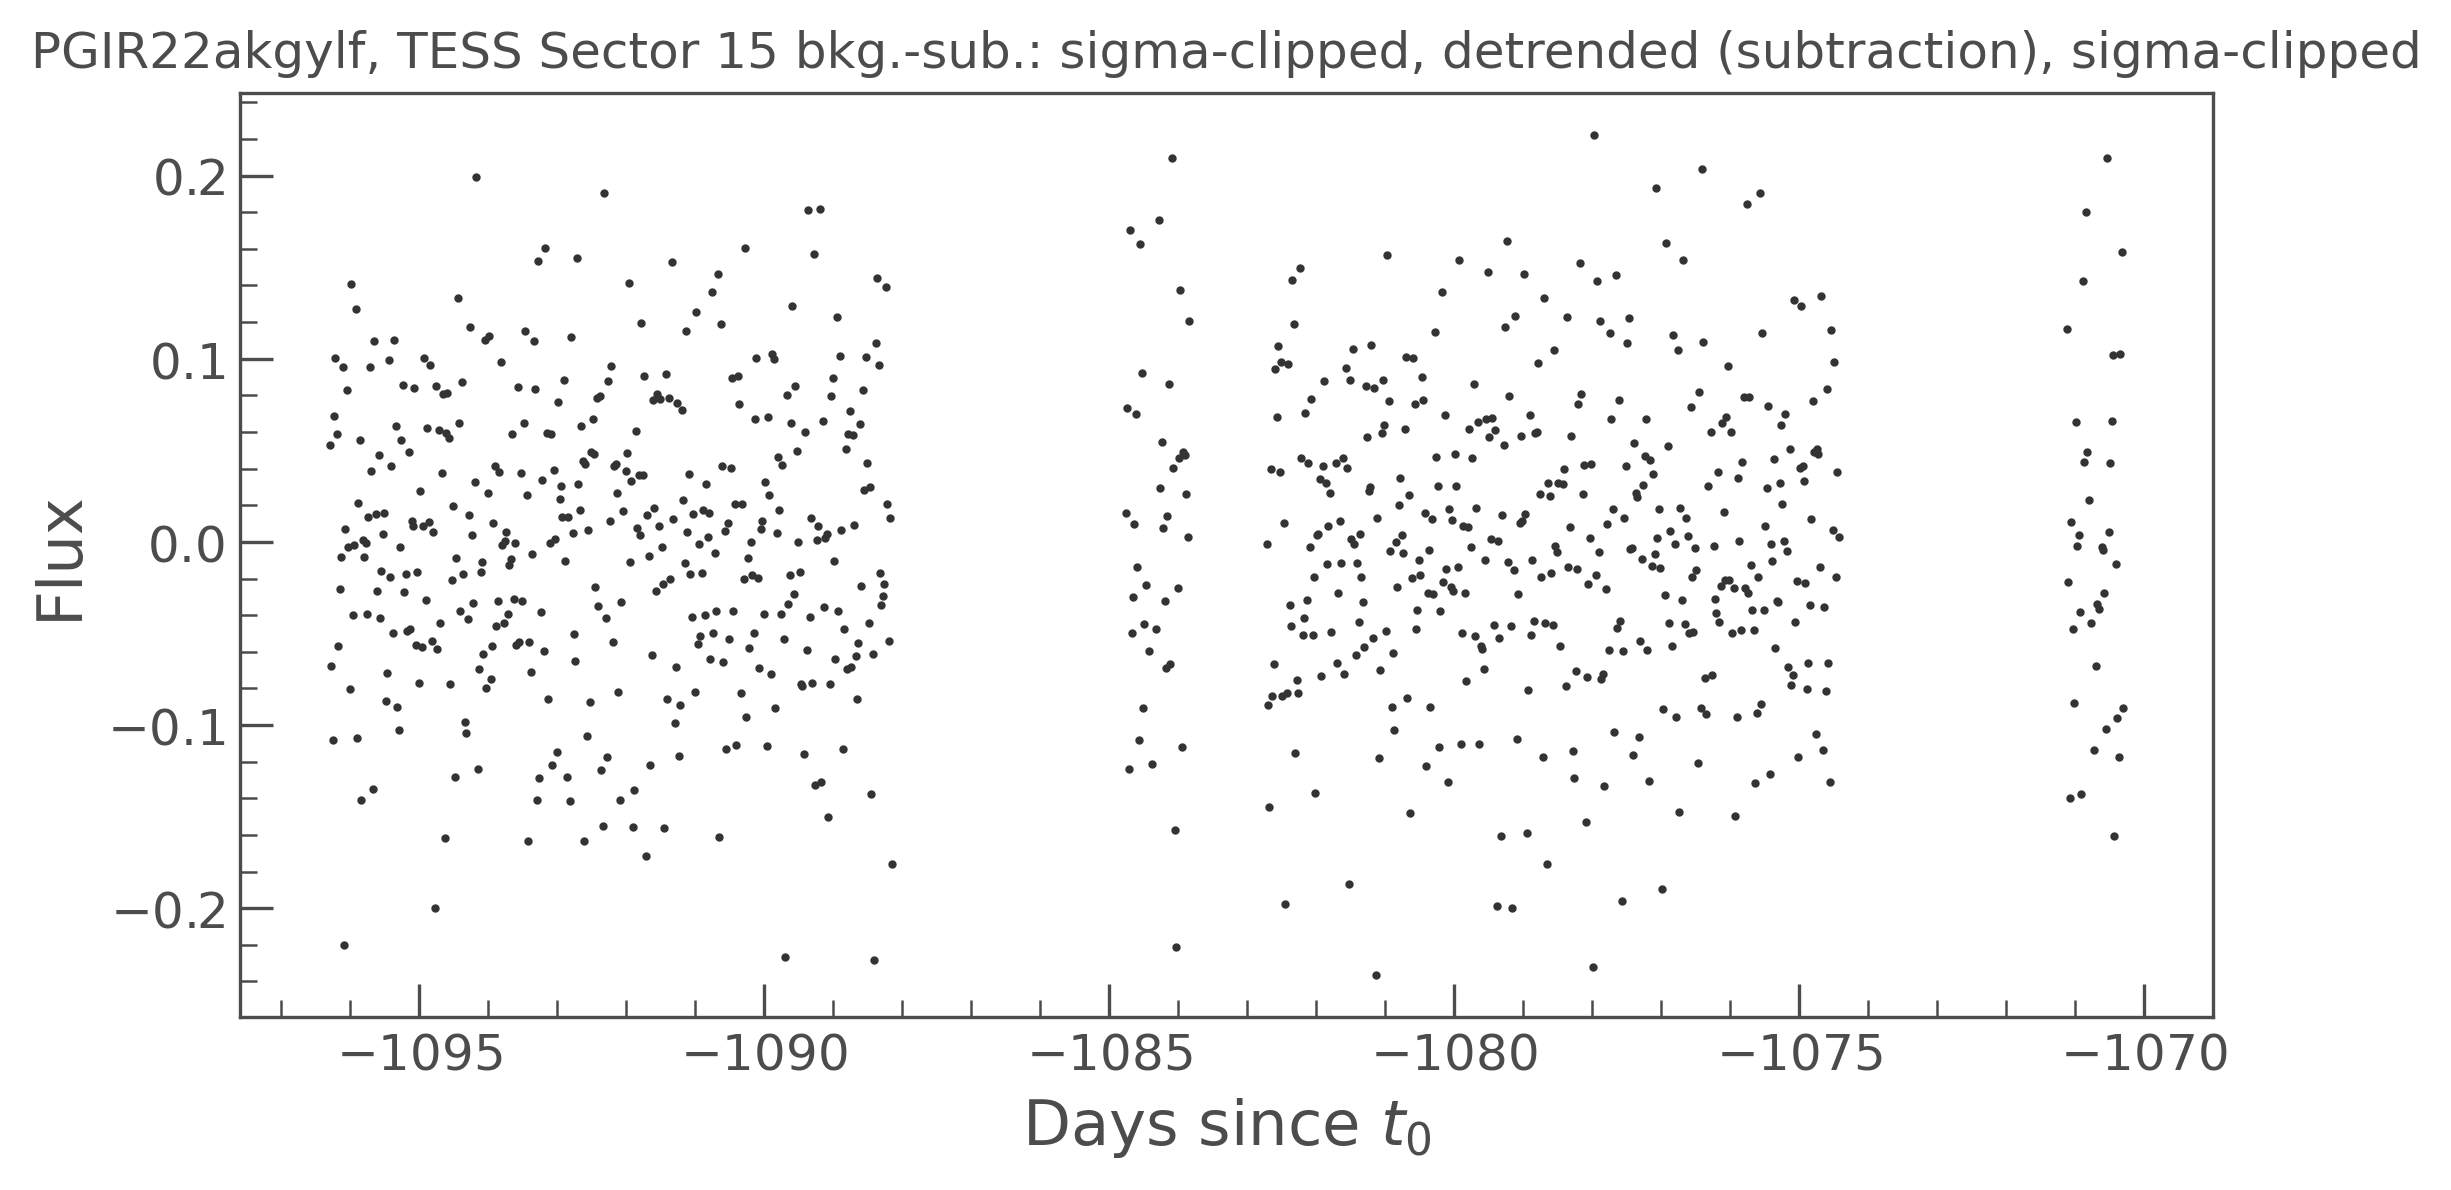 PGIR22akgylf, TESS Sector 15 bkg.-sub.: sigma-clipped, detrended (subtraction), sigma-clipped
Flux
0.2
0.1
0.0
−0.1
−0.2
−1095 −1090 −1085 −1080 −1075 −1070
Days since t₀